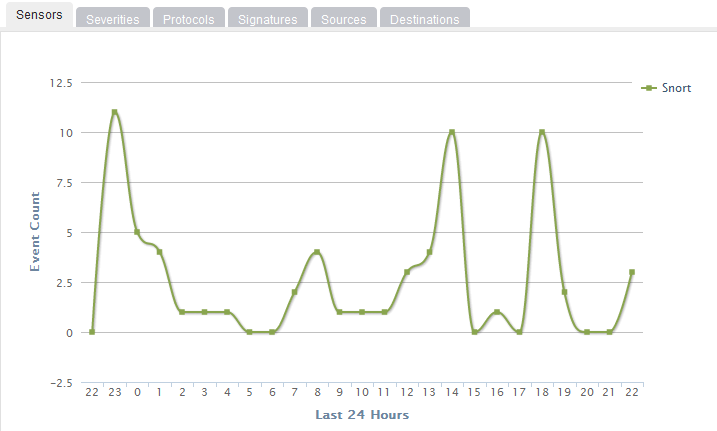 Sensors Severities Protocols Signatures Sources Destinations
12.5
10
7.5
5
2.5
0
-2.5
Event Count
Snort
22 23 0 1 2 3 4 5 6 7 8 9 10 11 12 13 14 15 16 17 18 19 20 21 22
Last 24 Hours